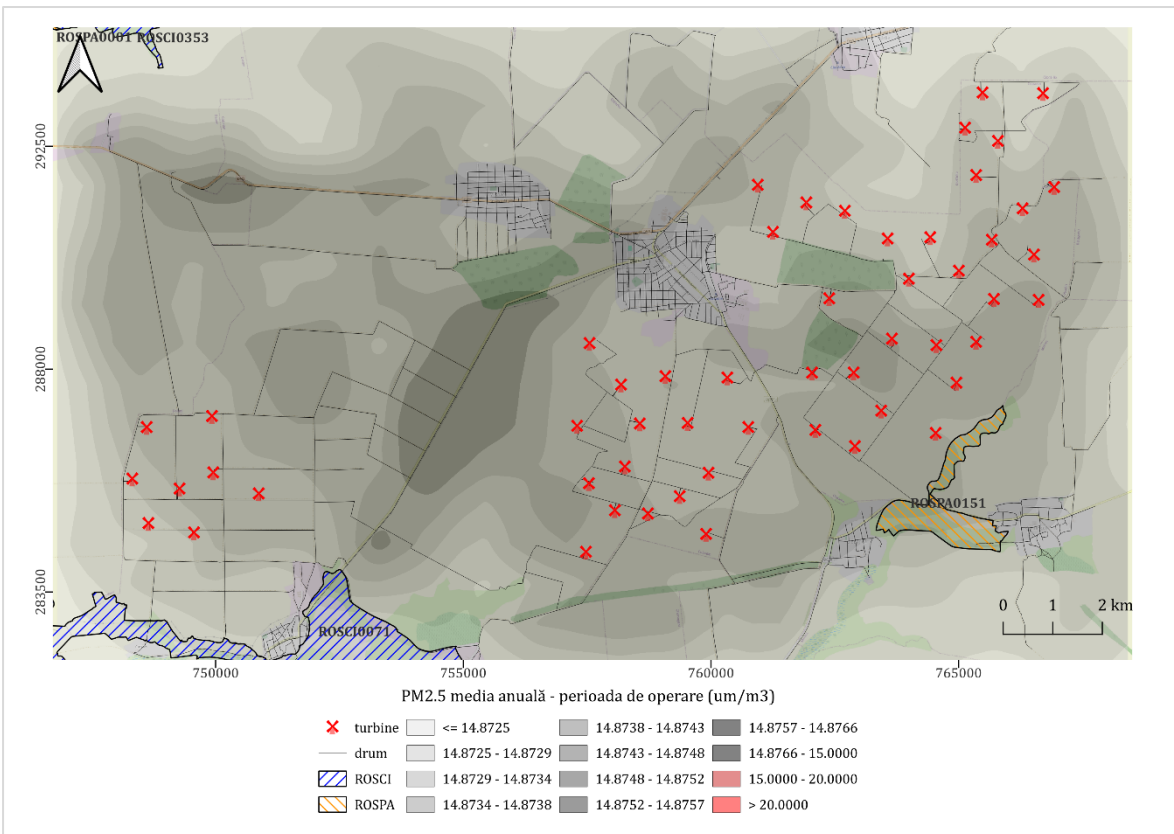 ROSPA0001 ROSCI0353
292500
288000
283500
ROSPA0151
ROSCI0071
0 1 2 km
750000 755000 760000 765000
PM2.5 media anuală - perioada de operare (um/m3)
turbine <= 14.8725 14.8738 - 14.8743 14.8757 - 14.8766
drum 14.8725 - 14.8729 14.8743 - 14.8748 14.8766 - 15.0000
ROSCI 14.8729 - 14.8734 14.8748 - 14.8752 15.0000 - 20.0000
ROSPA 14.8734 - 14.8738 14.8752 - 14.8757 > 20.0000